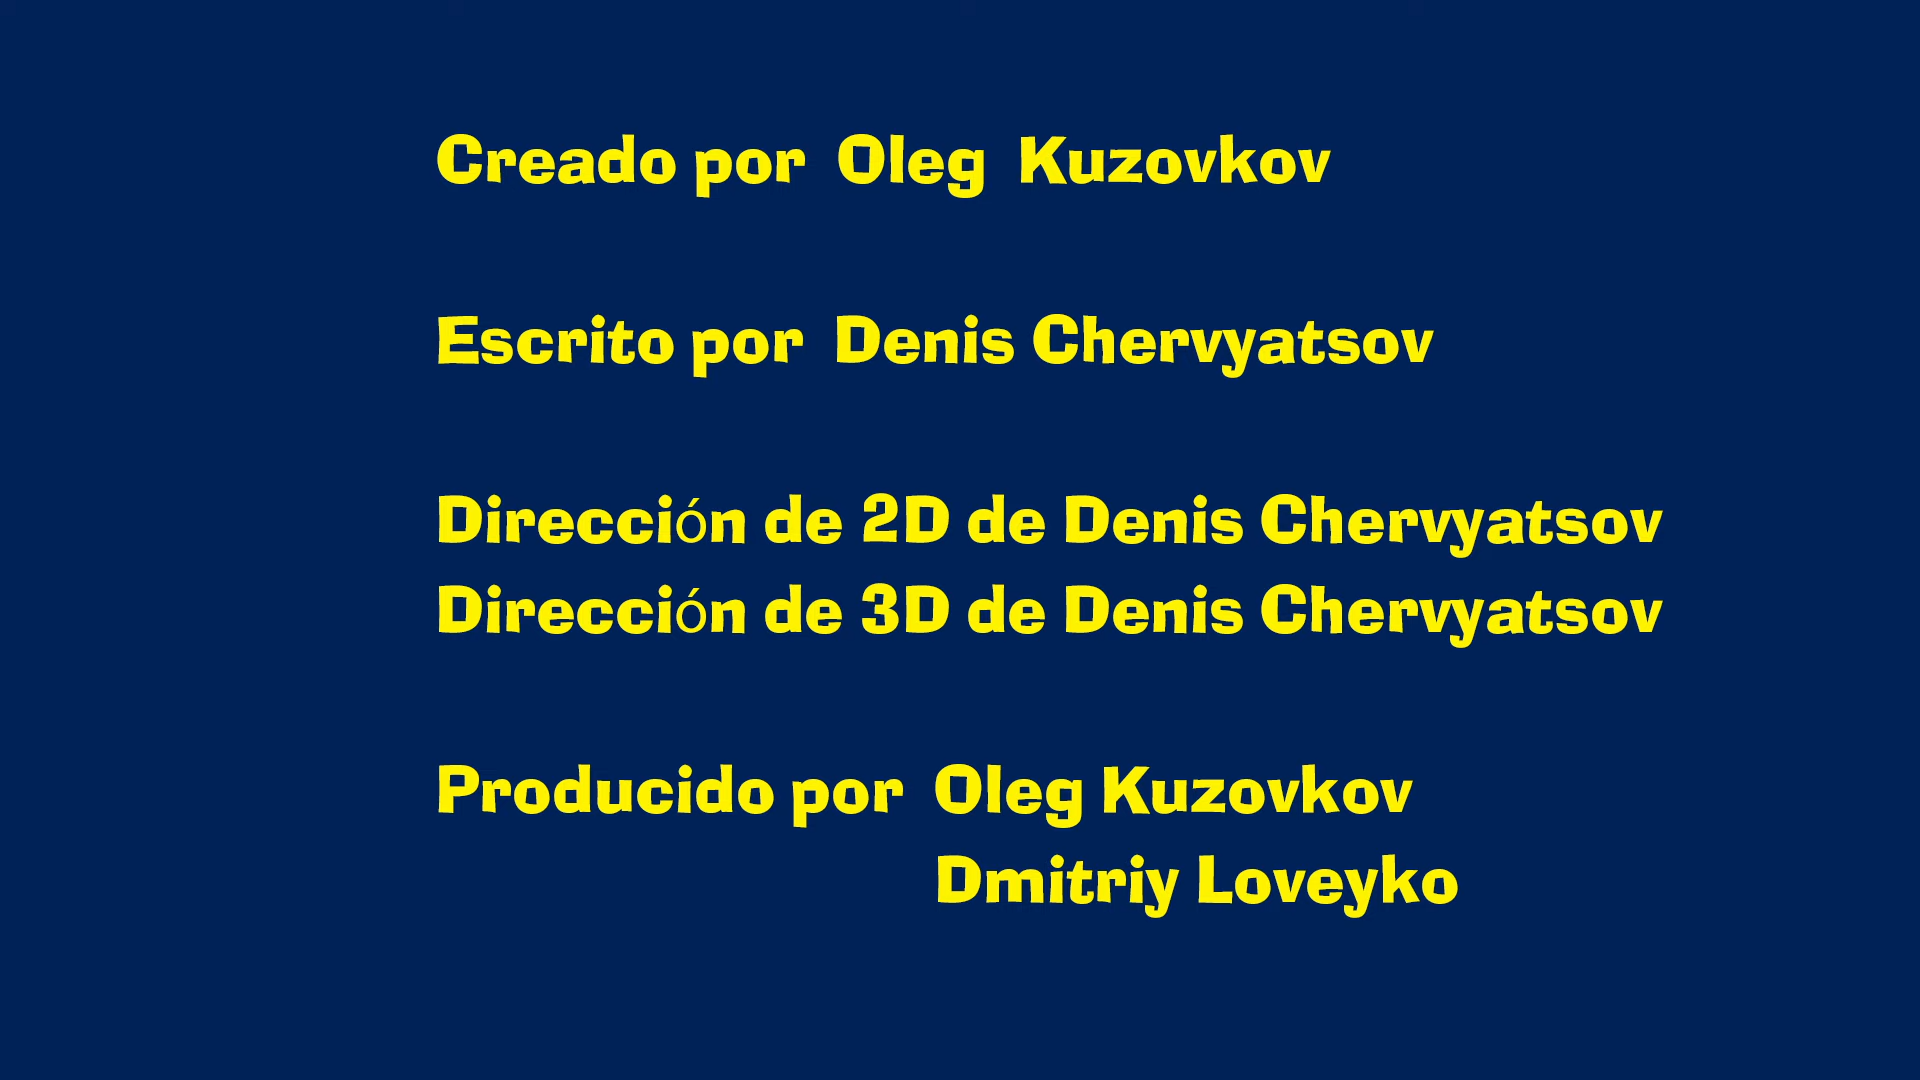 Creado por Oleg Kuzovkov
Escrito por Denis Chervyatsov
Dirección de 2D de Denis Chervyatsov
Dirección de 3D de Denis Chervyatsov
Producido por Oleg Kuzovkov
Dmitriy Loveyko